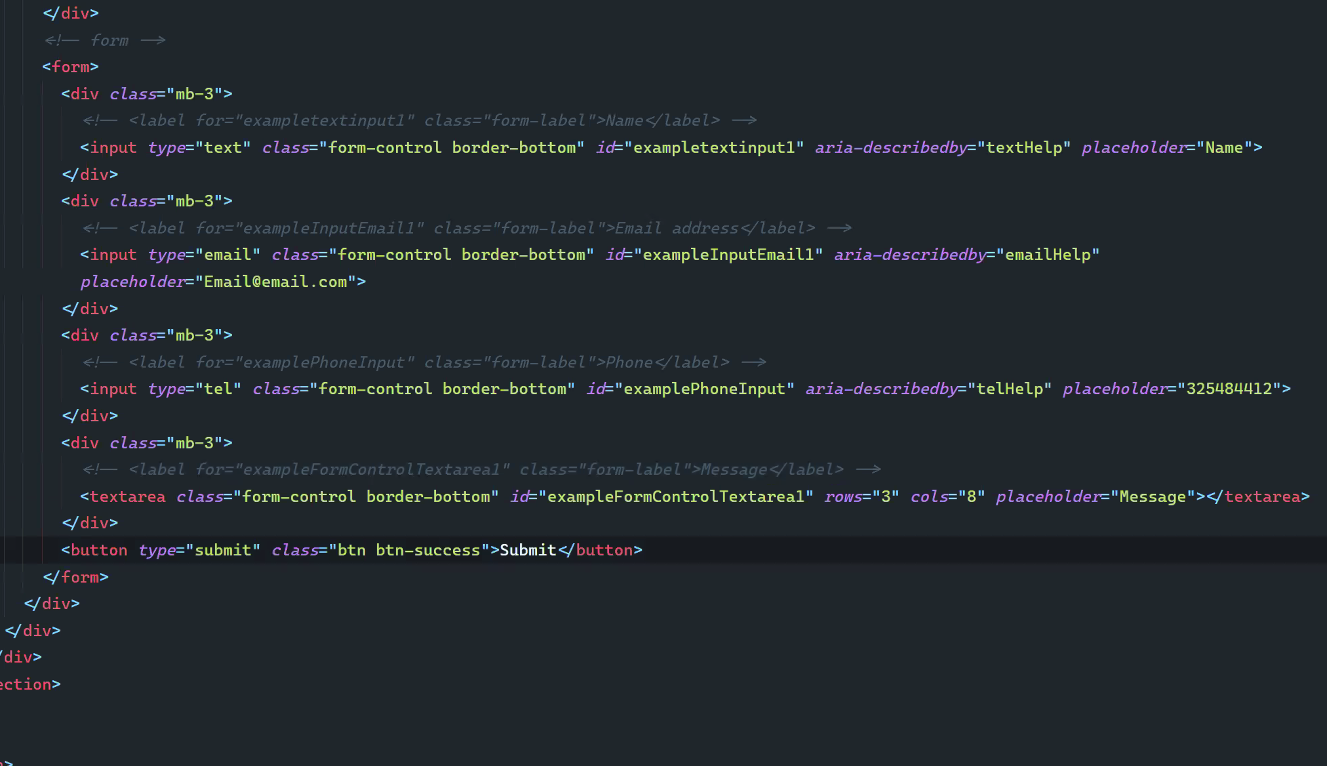 </div>
<!-- form -->
<form>
<div class="mb-3">
<!-- <label for="exampletextinput1" class="form-label">Name</label> -->
<input type="text" class="form-control border-bottom" id="exampletextinput1" aria-describedby="textHelp" placeholder="Name">
</div>
<div class="mb-3">
<!-- <label for="exampleInputEmail1" class="form-label">Email address</label> -->
<input type="email" class="form-control border-bottom" id="exampleInputEmail1" aria-describedby="emailHelp"
placeholder="Email@email.com">
</div>
<div class="mb-3">
<!-- <label for="examplePhoneInput" class="form-label">Phone</label> -->
<input type="tel" class="form-control border-bottom" id="examplePhoneInput" aria-describedby="telHelp" placeholder="325484412">
</div>
<div class="mb-3">
<!-- <label for="exampleFormControlTextarea1" class="form-label">Message</label> -->
<textarea class="form-control border-bottom" id="exampleFormControlTextarea1" rows="3" cols="8" placeholder="Message"></textarea>
</div>
<button type="submit" class="btn btn-success">Submit</button>
</form>
</div>
</div>
/div>
ection>